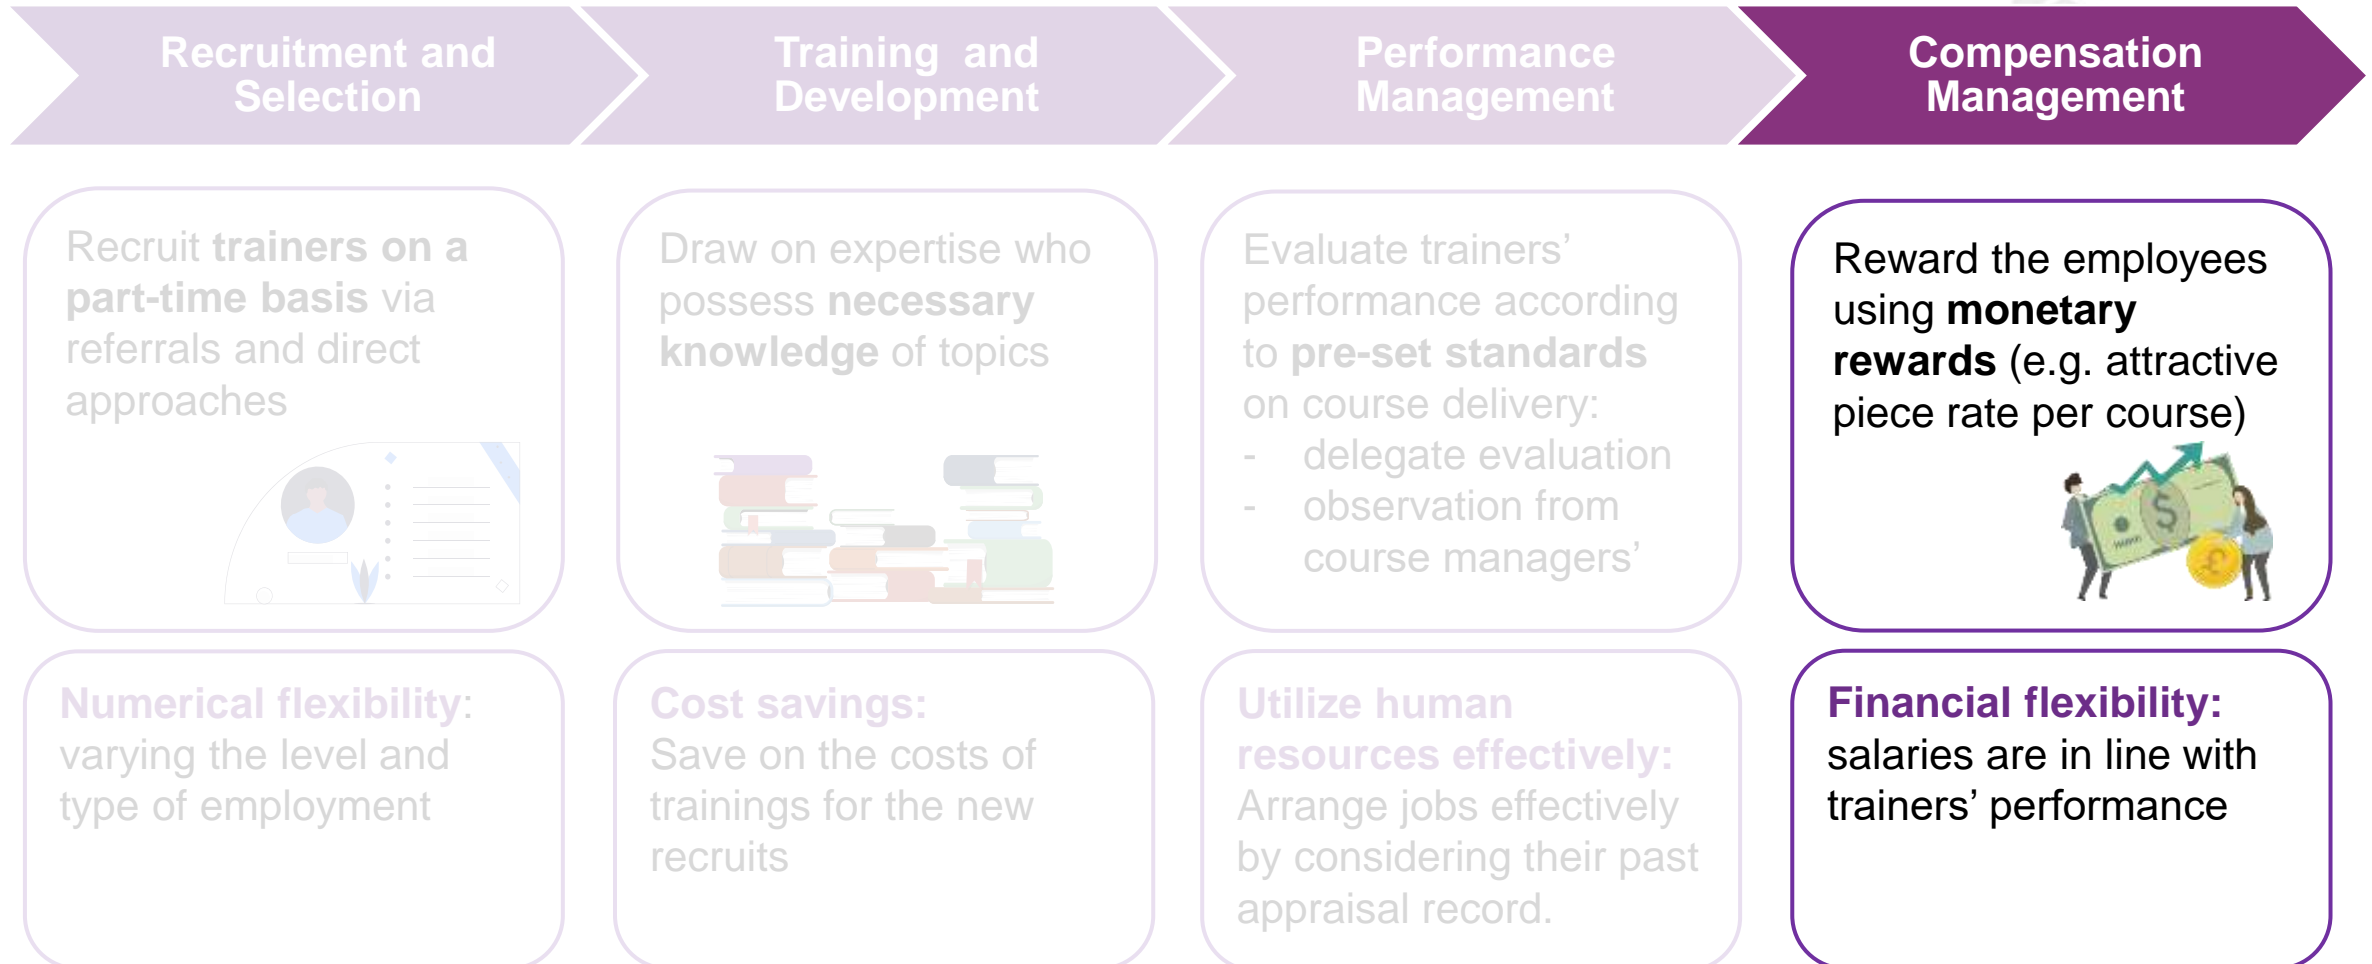 Recruitment and
Selection
Training and
Development
Performance
Management
Compensation
Management
Recruit trainers on a
part-time basis via
referrals and direct
approaches
Draw on expertise who
possess necessary
knowledge of topics
Evaluate trainers’
performance according
to pre-set standards
on course delivery:
- delegate evaluation
- observation from
course managers’
Reward the employees
using monetary
rewards (e.g. attractive
piece rate per course)
$
£
Numerical flexibility:
varying the level and
type of employment
Cost savings:
Save on the costs of
trainings for the new
recruits
Utilize human
resources effectively:
Arrange jobs effectively
by considering their past
appraisal record.
Financial flexibility:
salaries are in line with
trainers’ performance